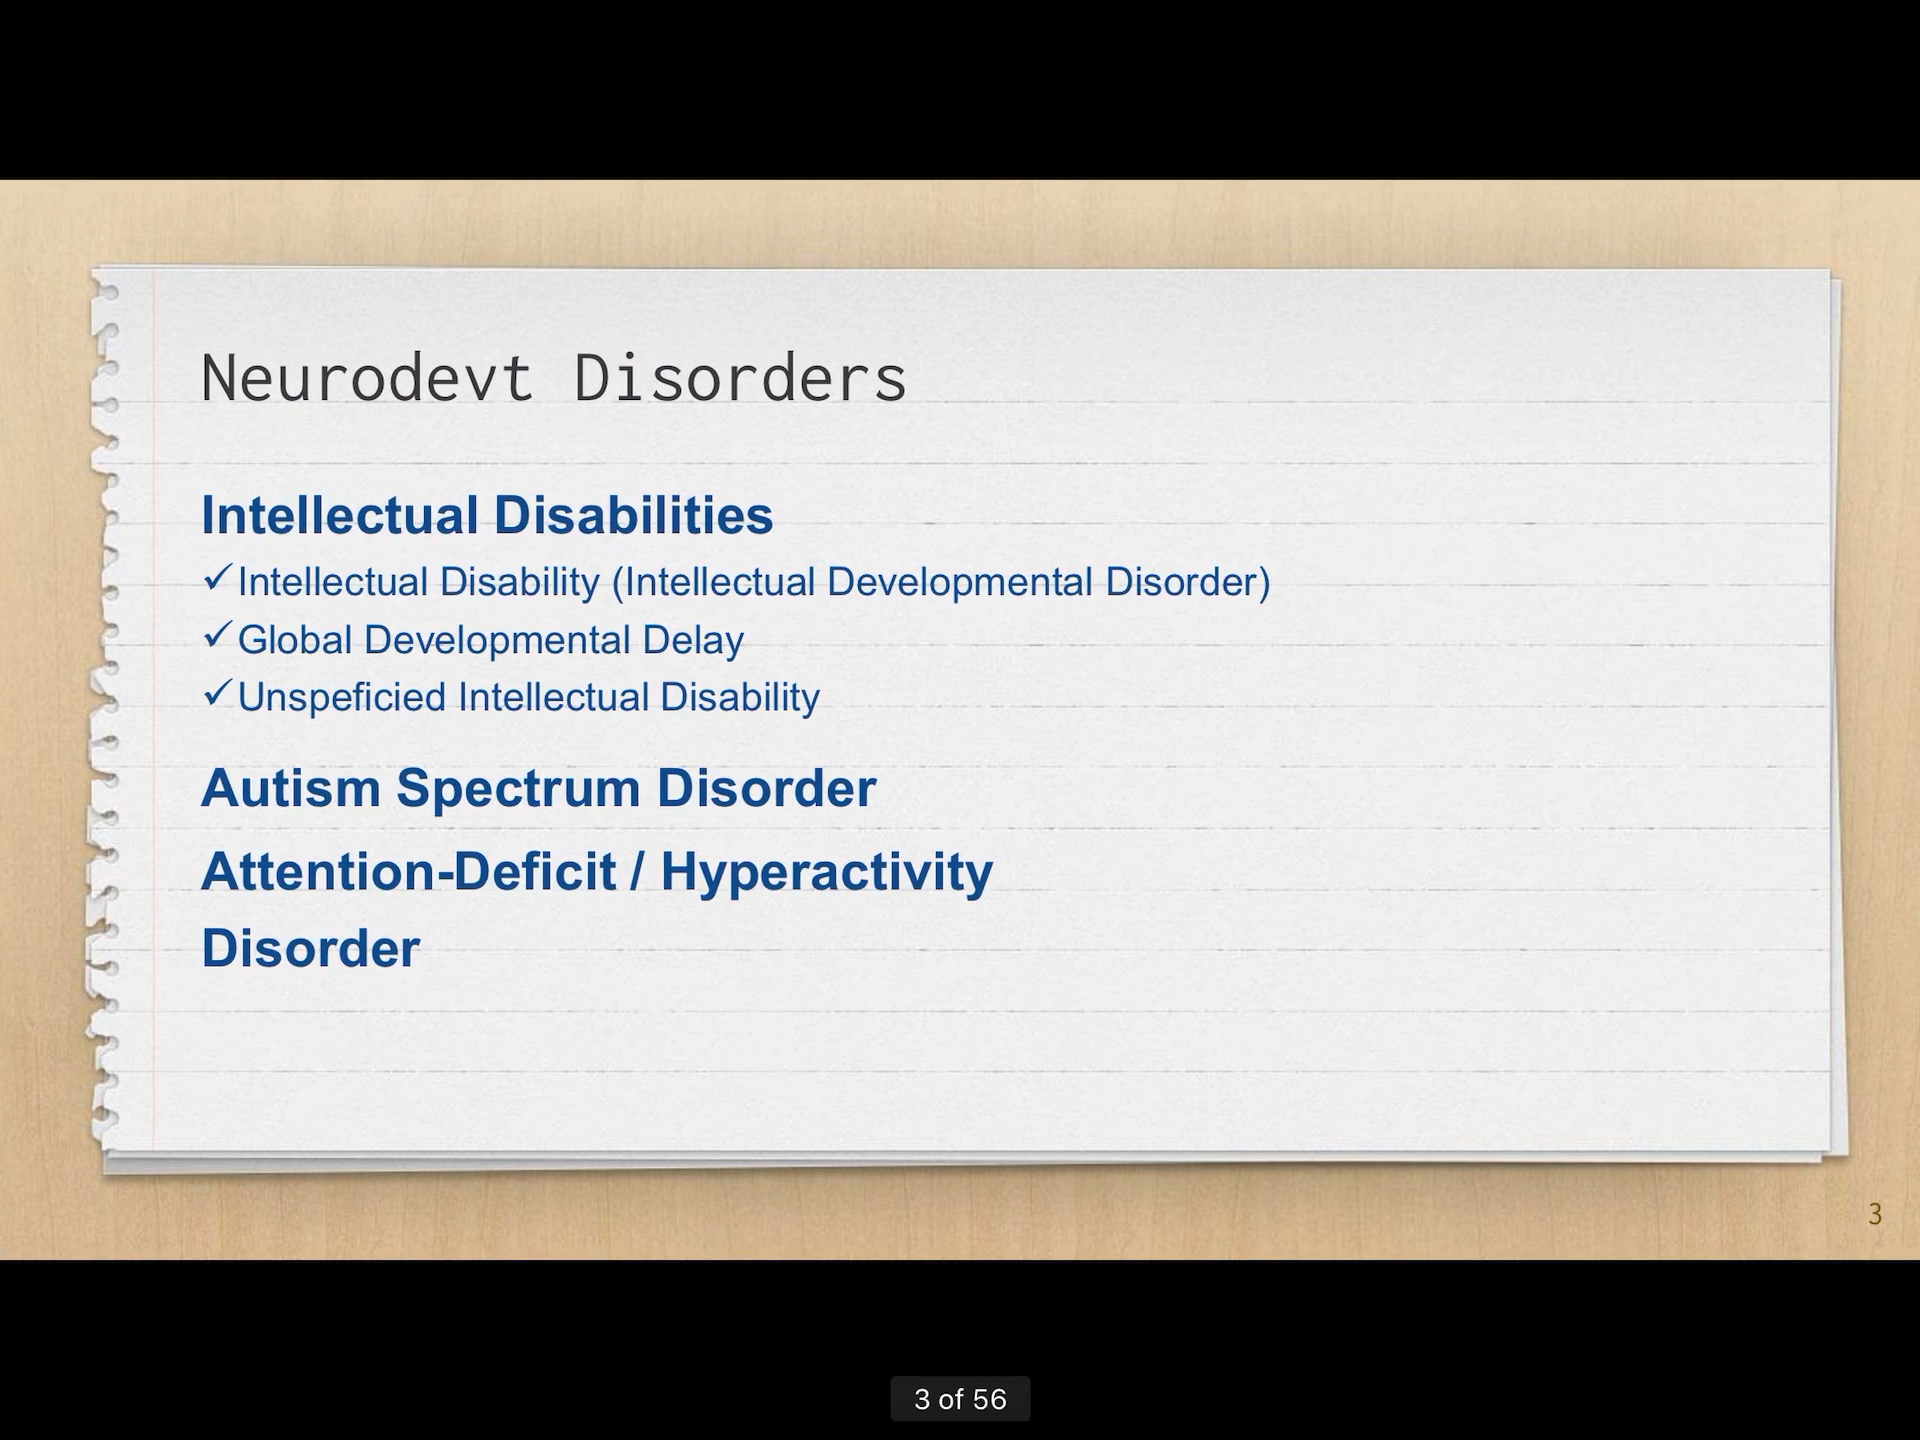 Neurodevt Disorders
Intellectual Disabilities
✓Intellectual Disability (Intellectual Developmental Disorder)
✓Global Developmental Delay
✓Unspeficied Intellectual Disability
Autism Spectrum Disorder
Attention-Deficit / Hyperactivity
Disorder
3
3 of 56